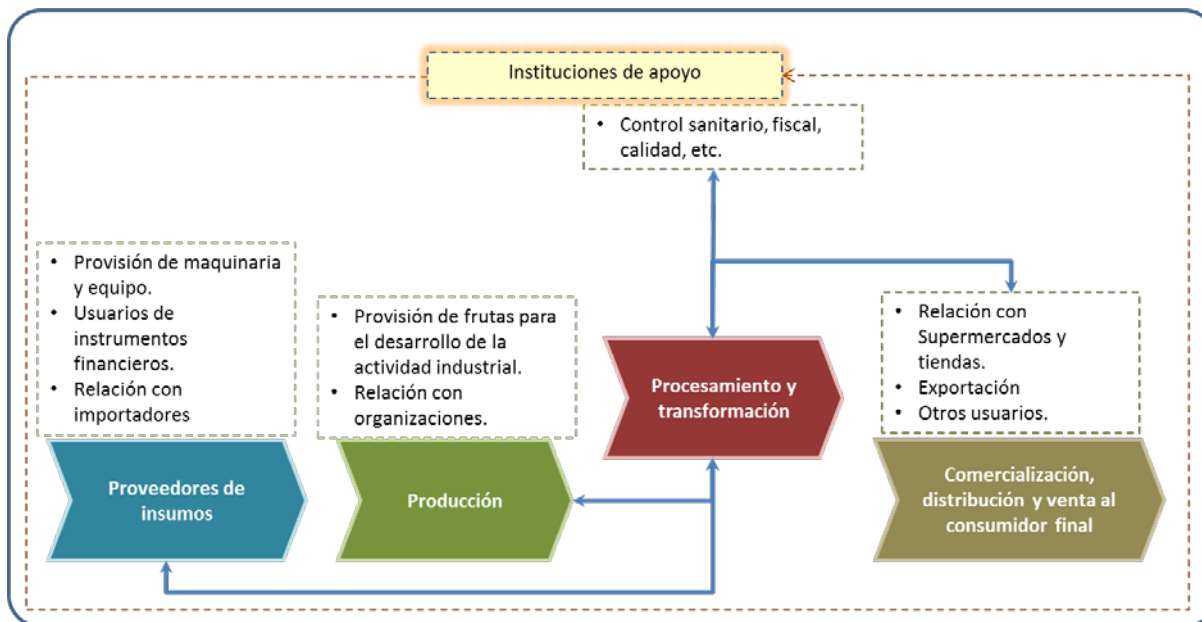 Instituciones de apoyo
• Control sanitario, fiscal,
calidad, etc.
• Provisión de maquinaria
y equipo.
• Usuarios de
instrumentos
financieros.
• Relación con
importadores
• Provisión de frutas para
el desarrollo de la
actividad industrial.
• Relación con
organizaciones.
Procesamiento y
transformación
• Relación con
Supermercados y
tiendas.
• Exportación
• Otros usuarios.
Proveedores de
insumos
Producción
Comercialización,
distribución y venta al
consumidor final